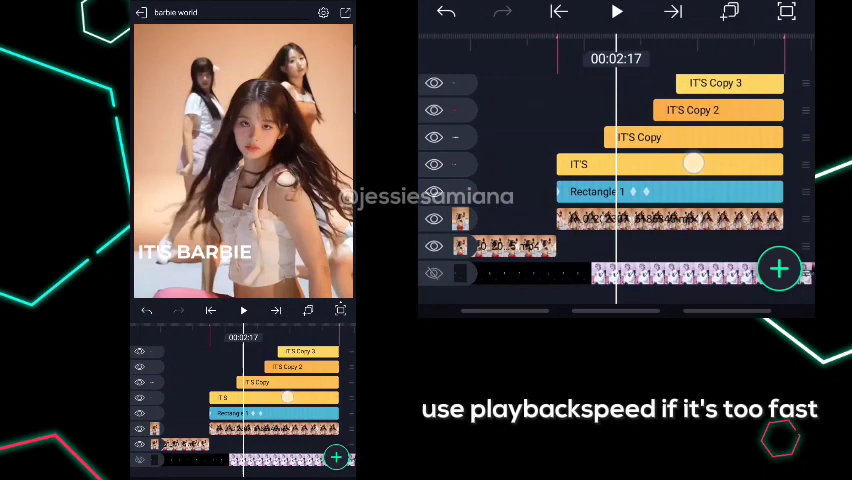 barbie world
IT'S BARBIE
@jessiesamiana
00:02:17
IT'S Copy 3
IT'S Copy 2
IT'S Copy
IT'S
Rectangle 1
00:02:17
IT'S Copy 3
IT'S Copy 2
IT'S Copy
IT'S
Rectangle 1
use playbackspeed if it's too fast